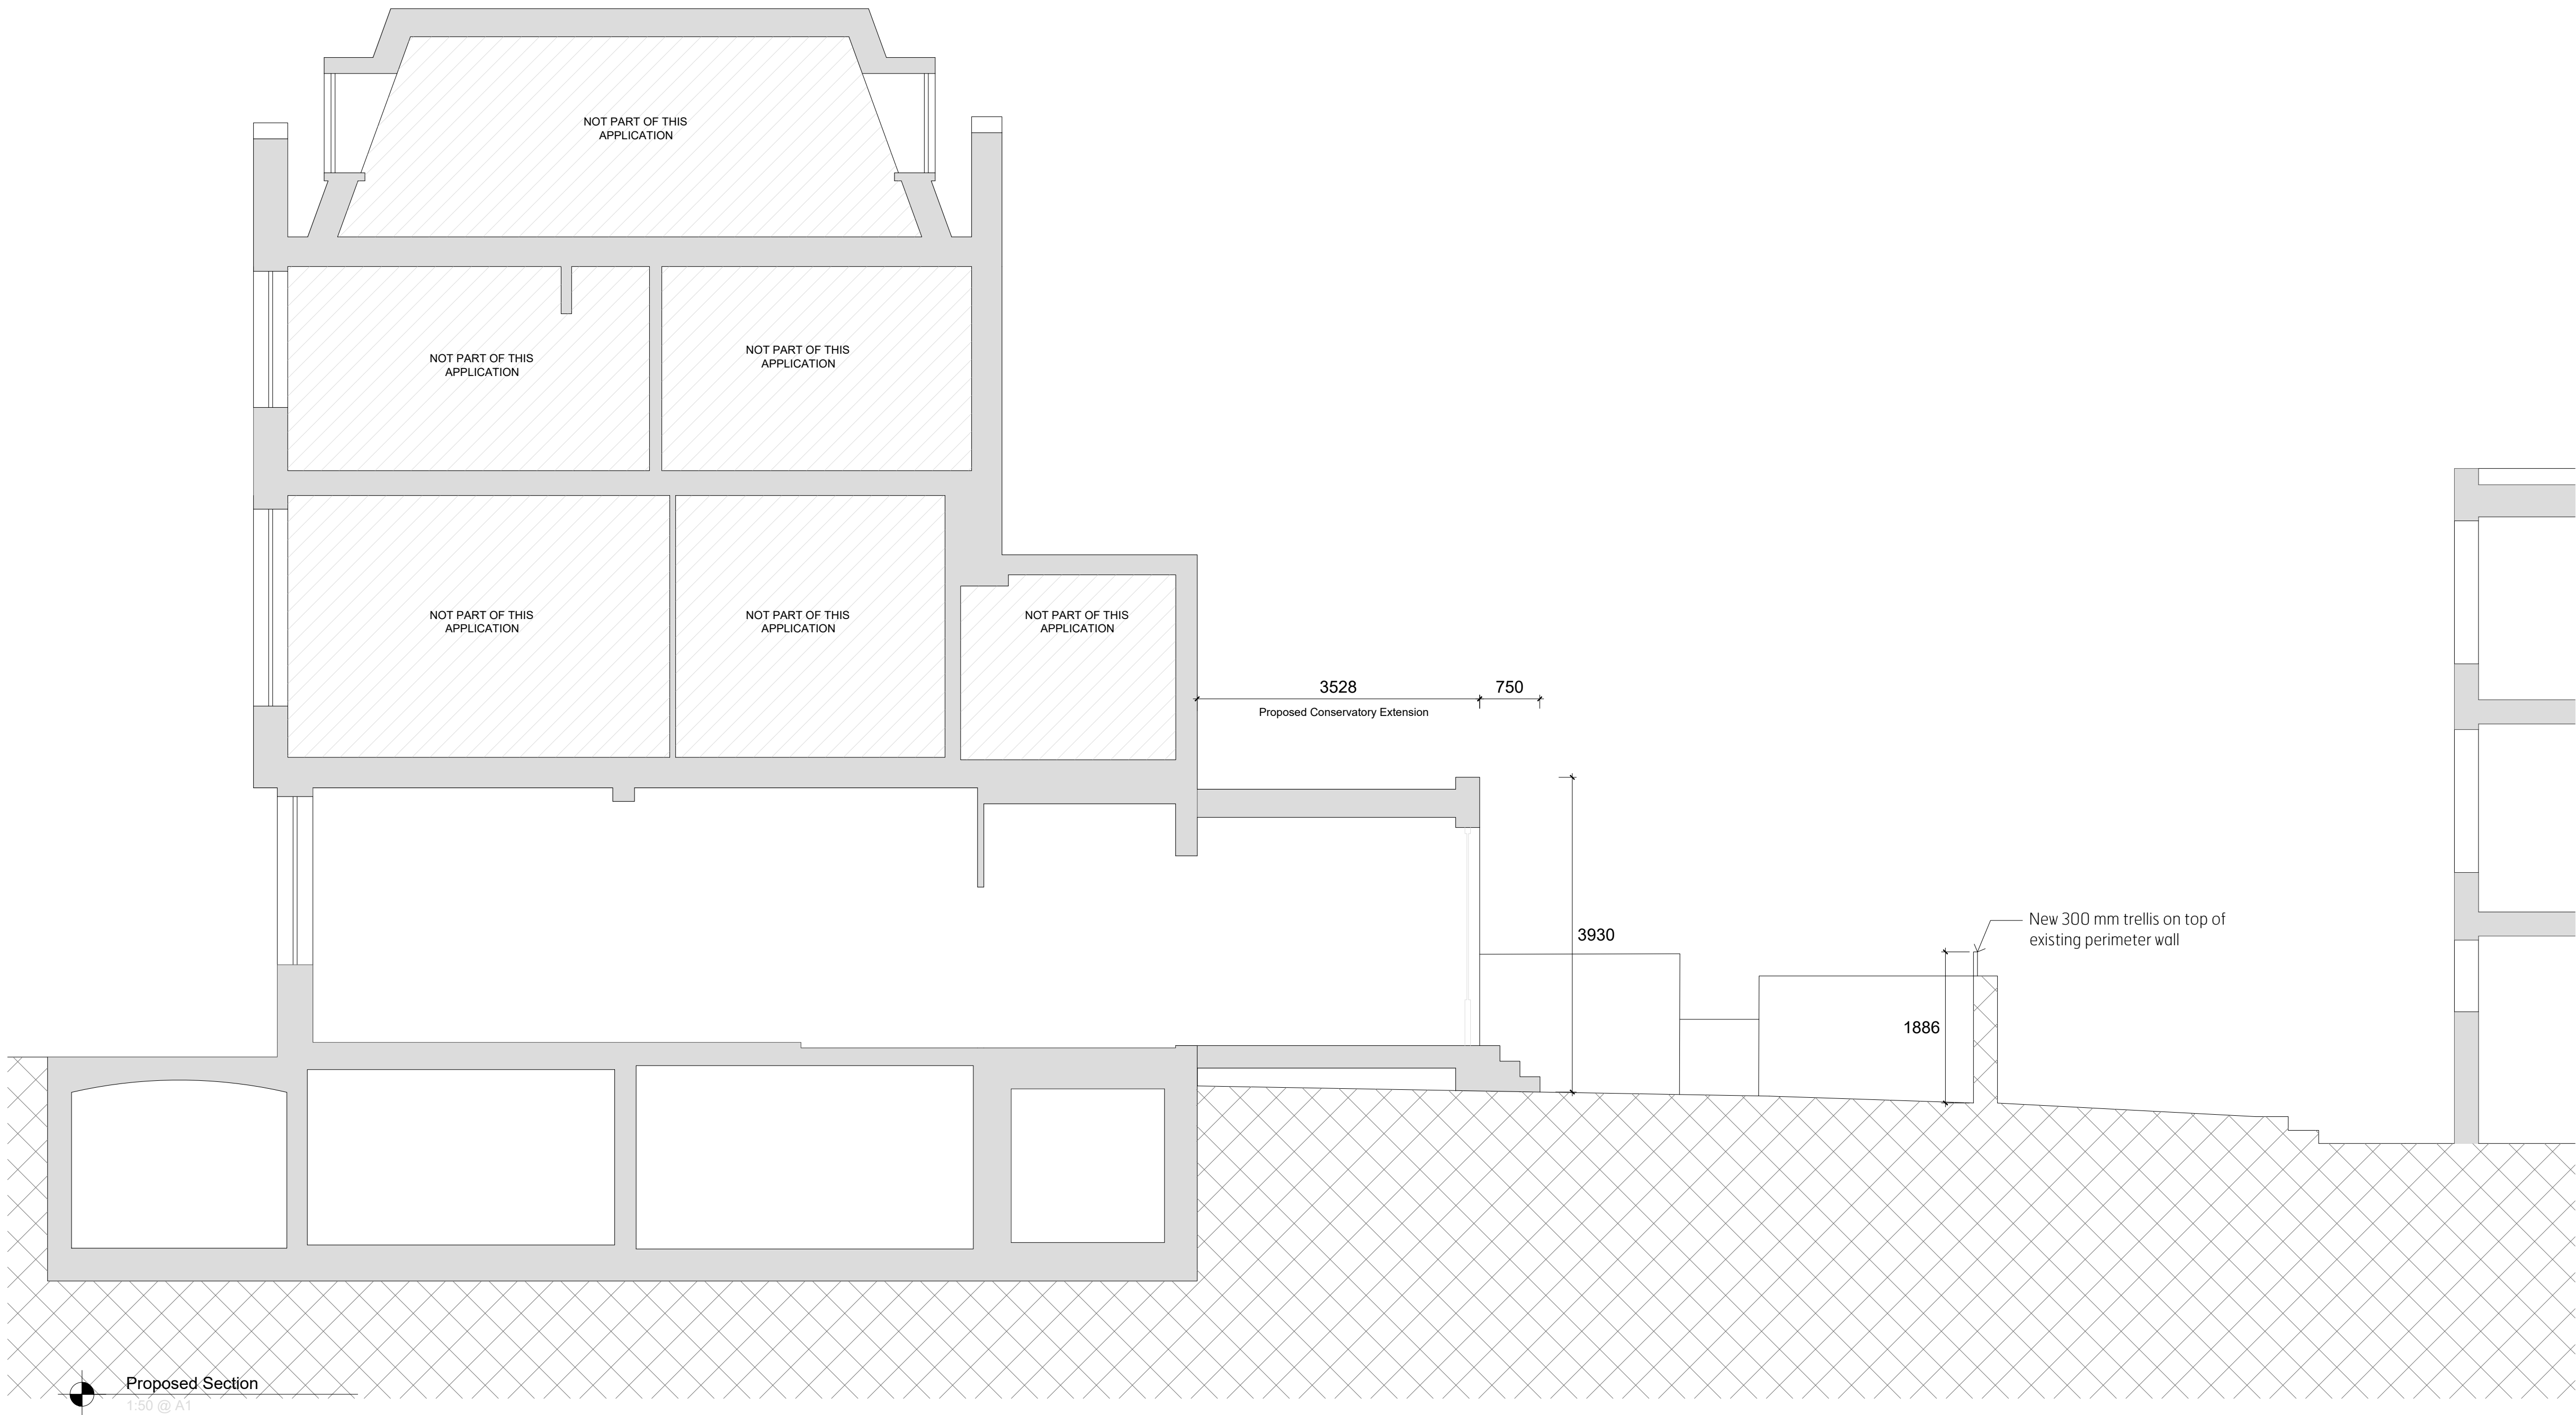 NOT PART OF THIS
APPLICATION
NOT PART OF THIS
APPLICATION
NOT PART OF THIS
APPLICATION
NOT PART OF THIS
APPLICATION
NOT PART OF THIS
APPLICATION
NOT PART OF THIS
APPLICATION
3528
750
Proposed Conservatory Extension
3930
New 300 mm trellis on top of
existing perimeter wall
1886
Proposed Section
1:50 @ A1